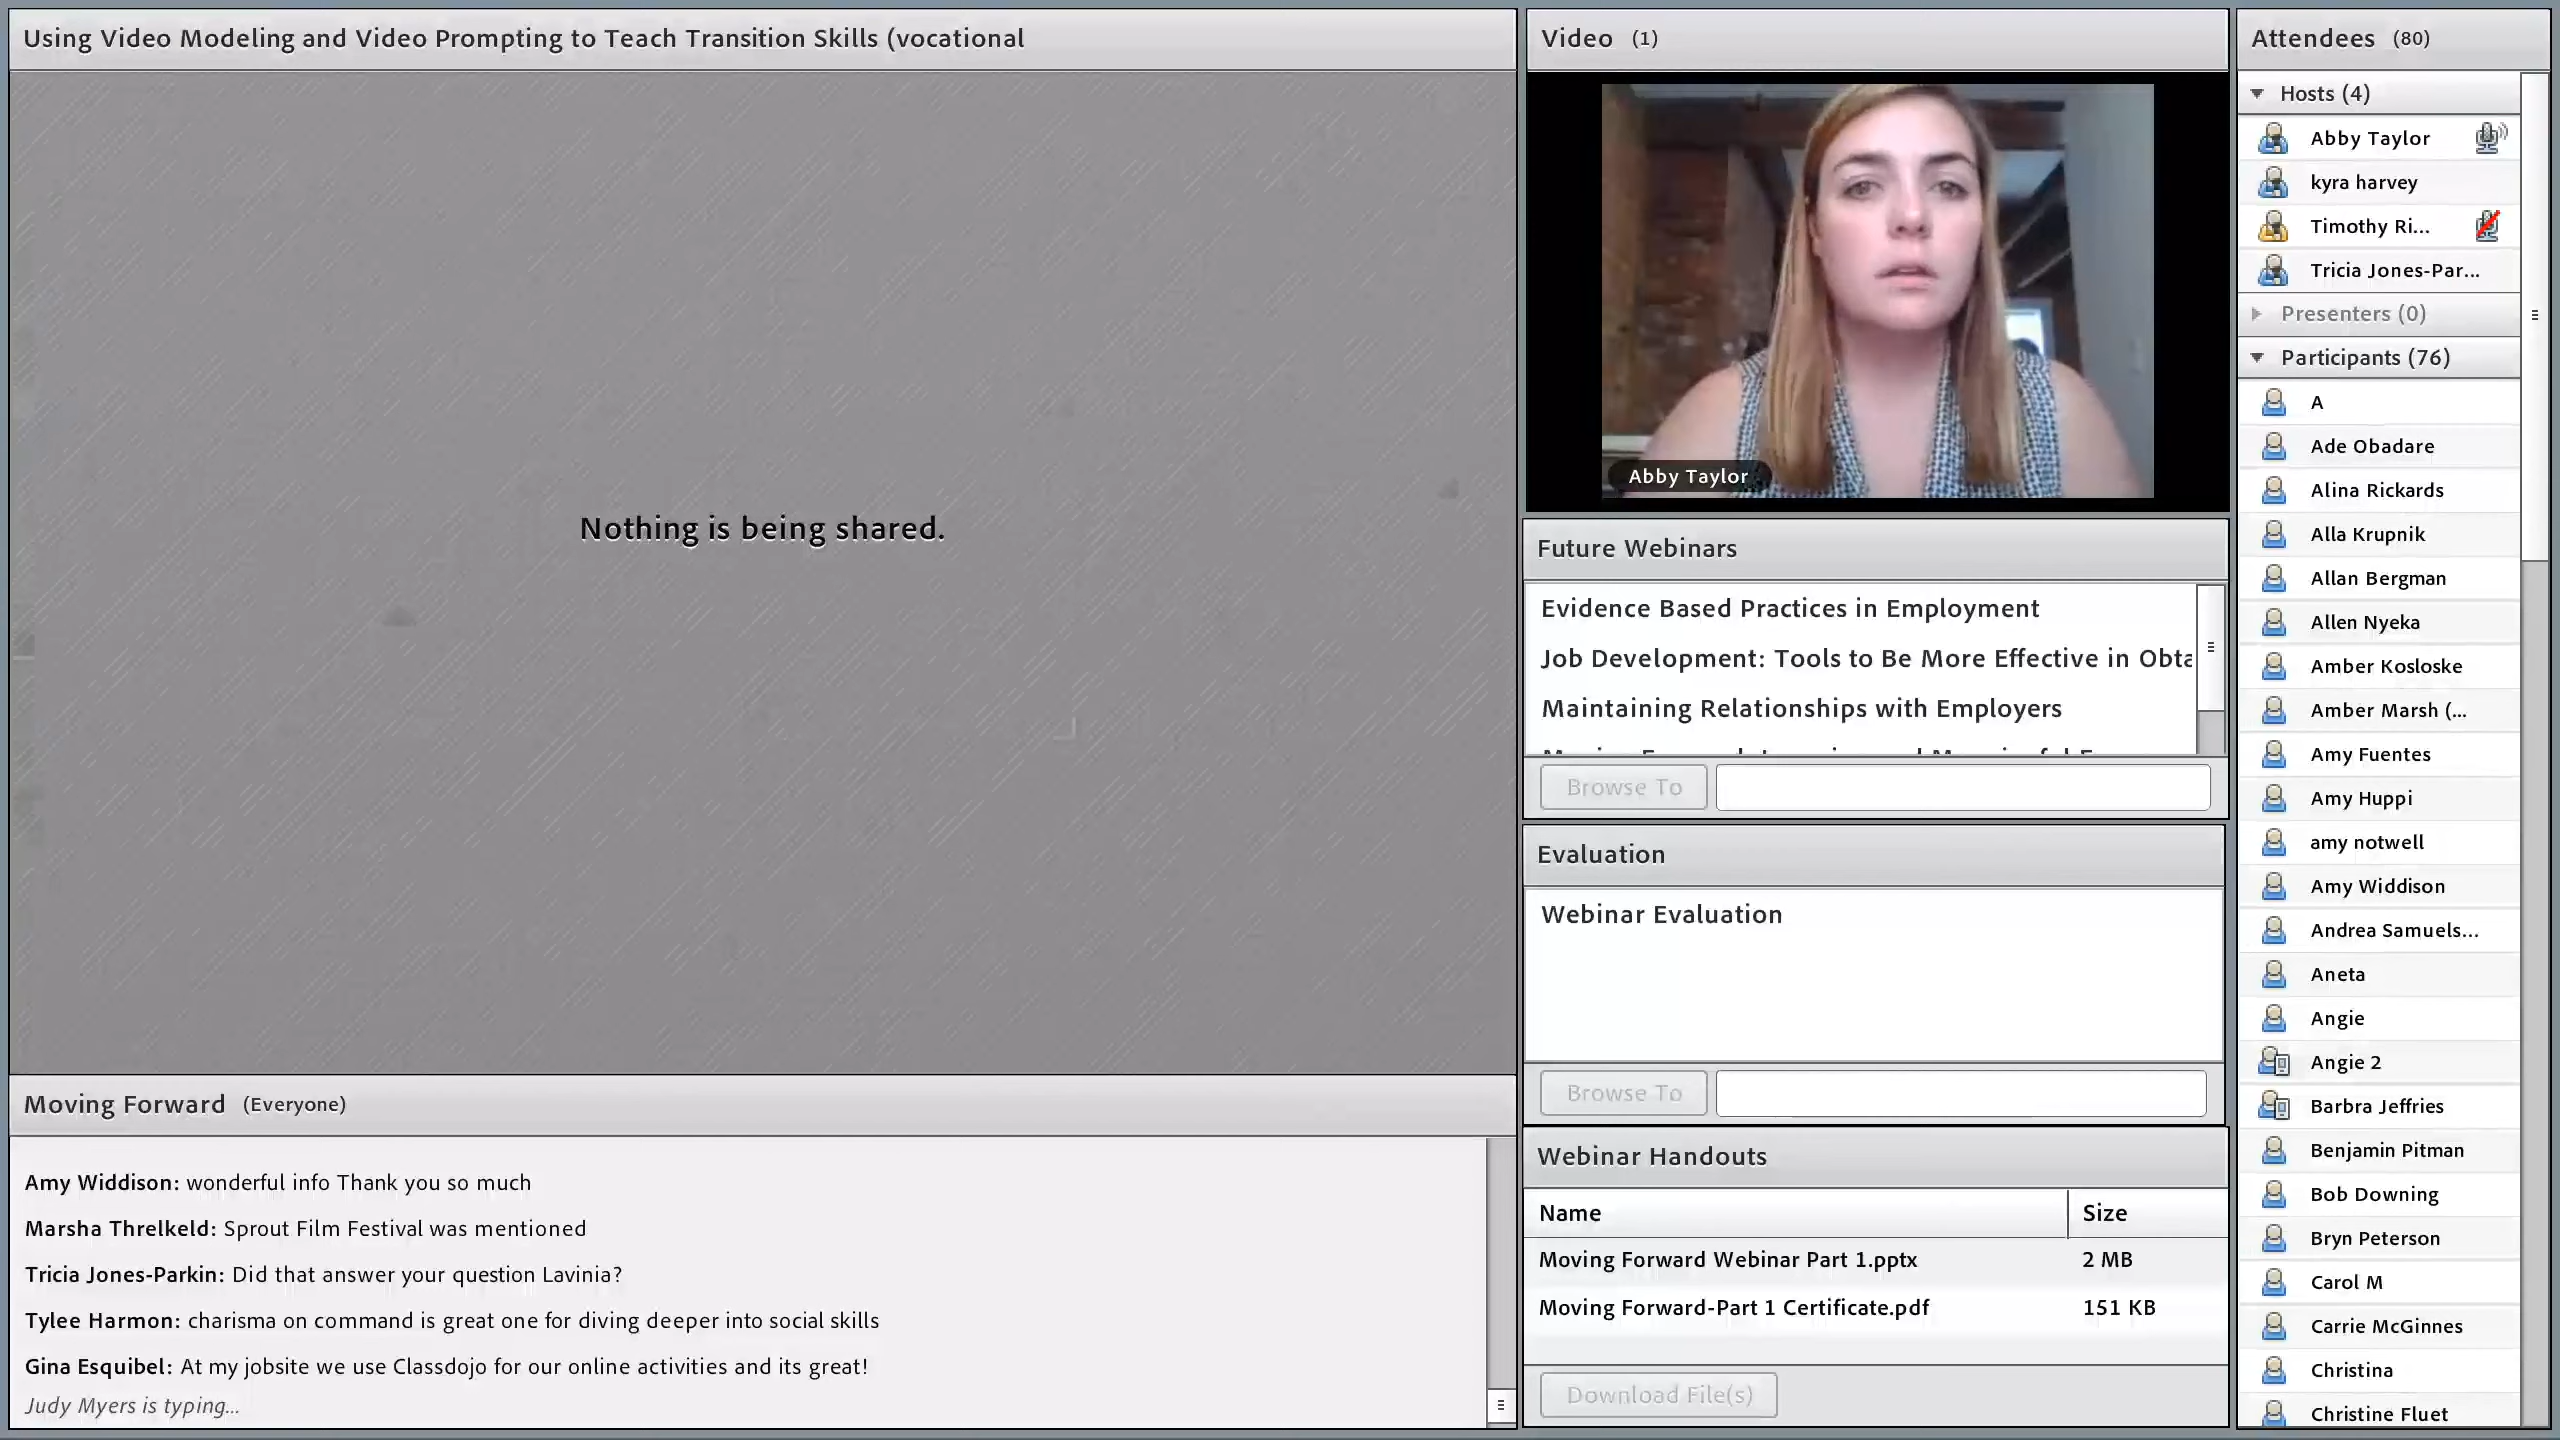 Using Video Modeling and Video Prompting to Teach Transition Skills (vocational
Nothing is being shared.
Moving Forward (Everyone)
Amy Widdison: wonderful info Thank you so much
Marsha Threlkeld: Sprout Film Festival was mentioned
Tricia Jones-Parkin: Did that answer your question Lavinia?
Tylee Harmon: charisma on command is great one for diving deeper into social skills
Gina Esquibel: At my jobsite we use Classdojo for our online activities and its great!
Judy Myers is typing...
Video (1)
Abby Taylor
Future Webinars
Evidence Based Practices in Employment
Job Development: Tools to Be More Effective in Obta
Maintaining Relationships with Employers
Browse To
Evaluation
Webinar Evaluation
Browse To
Webinar Handouts
Name Size
Moving Forward Webinar Part 1.pptx 2 MB
Moving Forward-Part 1 Certificate.pdf 151 KB
Download File(s)
Attendees (80)
Hosts (4)
Abby Taylor
kyra harvey
Timothy Ri...
Tricia Jones-Par...
Presenters (0)
Participants (76)
A
Ade Obadare
Alina Rickards
Alla Krupnik
Allan Bergman
Allen Nyeka
Amber Kosloske
Amber Marsh (...
Amy Fuentes
Amy Huppi
amy notwell
Amy Widdison
Andrea Samuels...
Aneta
Angie
Angie 2
Barbra Jeffries
Benjamin Pitman
Bob Downing
Bryn Peterson
Carol M
Carrie McGinnes
Christina
Christine Fluet